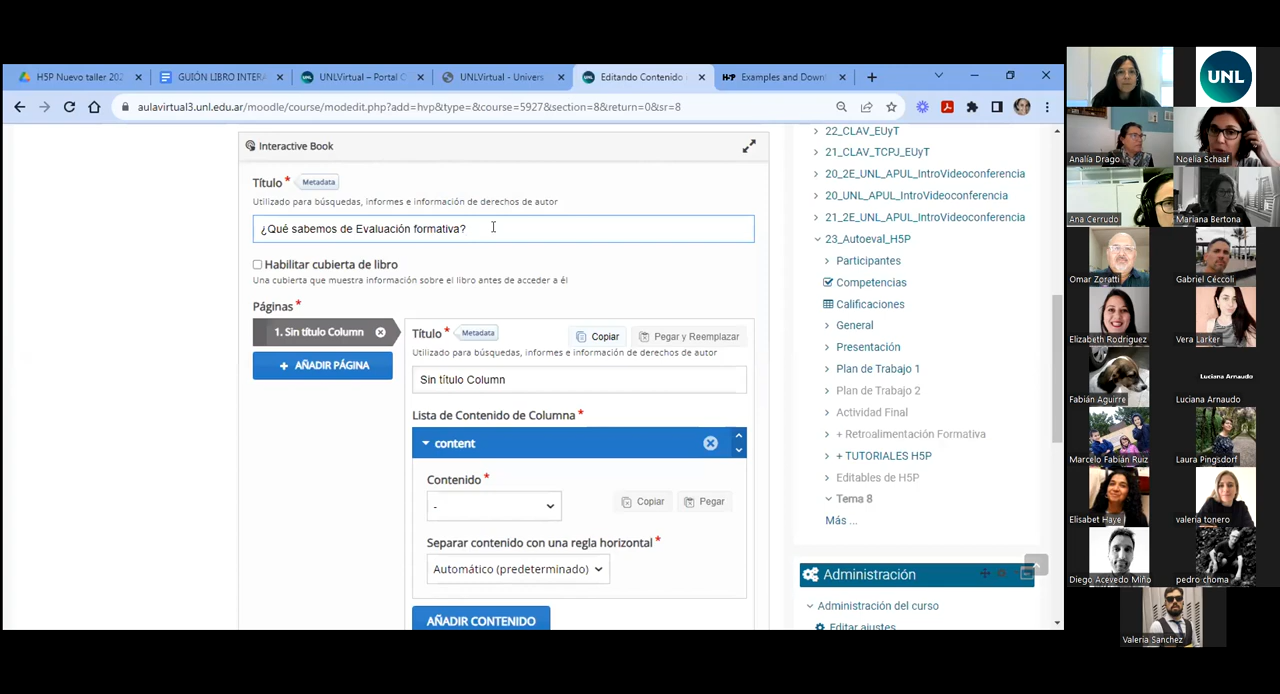 H5P Nuevo taller 202
GUIÓN LIBRO INTERA
UNLVirtual – Portal C
UNLVirtual - Univers
Editando Contenido
H-P Examples and Down
aulavirtual3.unl.edu.ar/moodle/course/modedit.php?add=hvp&type=&course=5927&section=8&return=0&sr=8
Interactive Book
Título* Metadata
Utilizado para búsquedas, informes e información de derechos de autor
¿Qué sabemos de Evaluación formativa?
Habilitar cubierta de libro
Una cubierta que muestra información sobre el libro antes de acceder a él
Páginas*
1. Sin título Column
+ AÑADIR PÁGINA
Título* Metadata
Copiar
Pegar y Reemplazar
Utilizado para búsquedas, informes e información de derechos de autor
Sin título Column
Lista de Contenido de Columna*
content
Contenido*
-
Copiar
Pegar
Separar contenido con una regla horizontal*
Automático (predeterminado)
AÑADIR CONTENIDO
22_CLAV_EUyT
21_CLAV_TCPJ_EUyT
20_2E_UNL_APUL_IntroVideoconferencia
20_UNL_APUL_IntroVideoconferencia
21_2E_UNL_APUL_IntroVideoconferencia
23_Autoeval_H5P
Participantes
Competencias
Calificaciones
General
Presentación
Plan de Trabajo 1
Plan de Trabajo 2
Actividad Final
+ Retroalimentación Formativa
+ TUTORIALES H5P
Editables de H5P
Tema 8
Más ...
Administración
Administración del curso
Editar ajustes
UNL
Analía Drago
Noelia Schaaf
Ana Cerrudo
Mariana Bertona
Omar Zoratti
Gabriel Céccoli
Elizabeth Rodriguez
Vera Larker
Fabián Aguirre
Luciana Arnaudo
Luciana Arnaudo
Marcelo Fabián Ruiz
Laura Pingsdorf
Elisabet Haye
valeria tonero
Diego Acevedo Miño
pedro choma
Valeria Sanchez